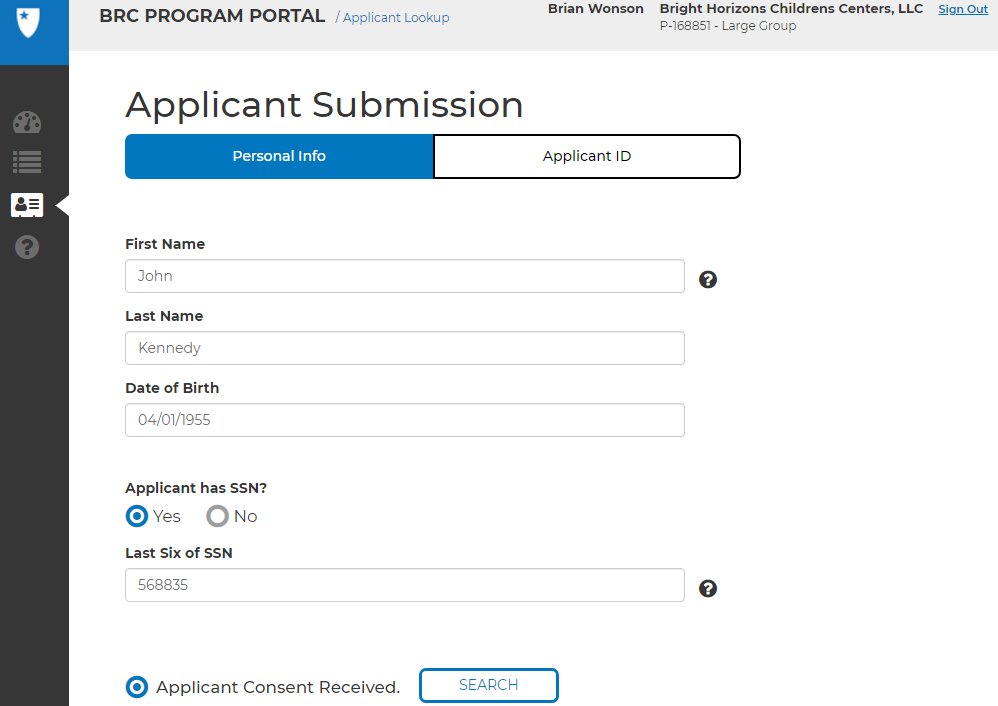 BRC PROGRAM PORTAL / Applicant Lookup
Brian Wonson Bright Horizons Childrens Centers, LLC Sign Out
P-168851 - Large Group
Applicant Submission
Personal Info Applicant ID
First Name
John
Last Name
Kennedy
Date of Birth
04/01/1955
Applicant has SSN?
Yes No
Last Six of SSN
568835
Applicant Consent Received. SEARCH